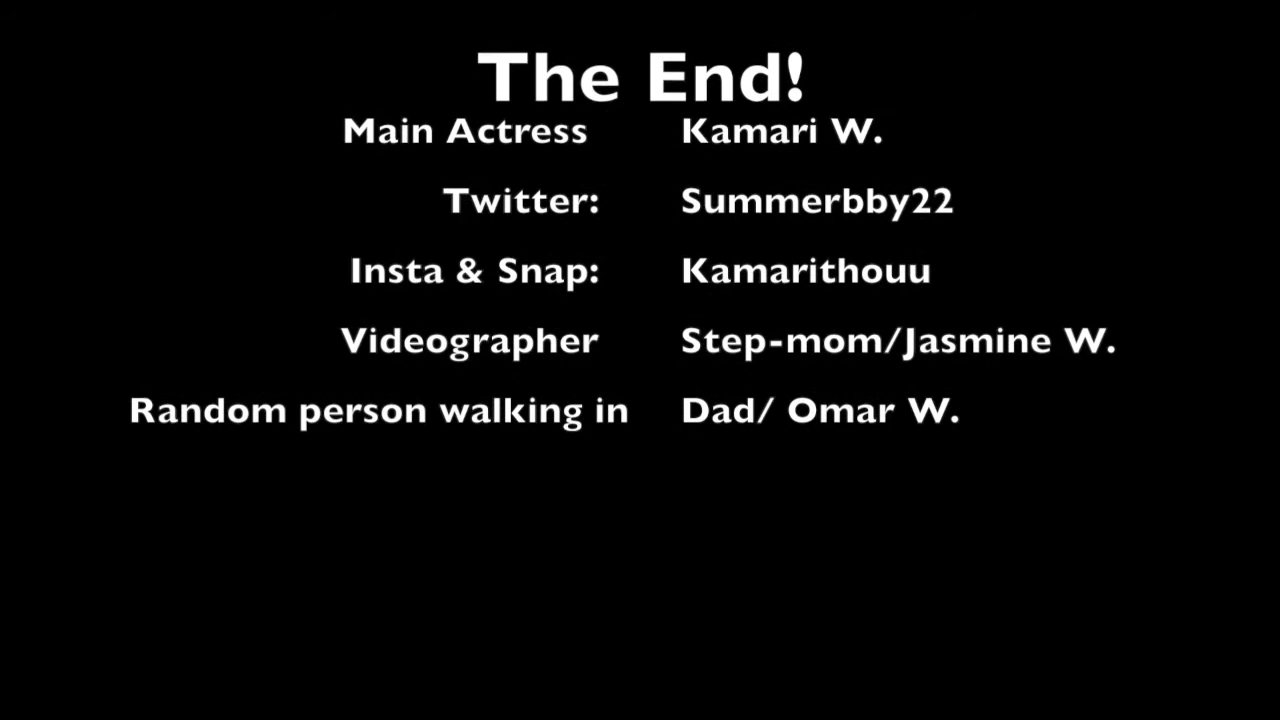 The End!
Main Actress Kamari W.
Twitter: Summerbby22
Insta & Snap: Kamarithouu
Videographer Step-mom/Jasmine W.
Random person walking in Dad/ Omar W.